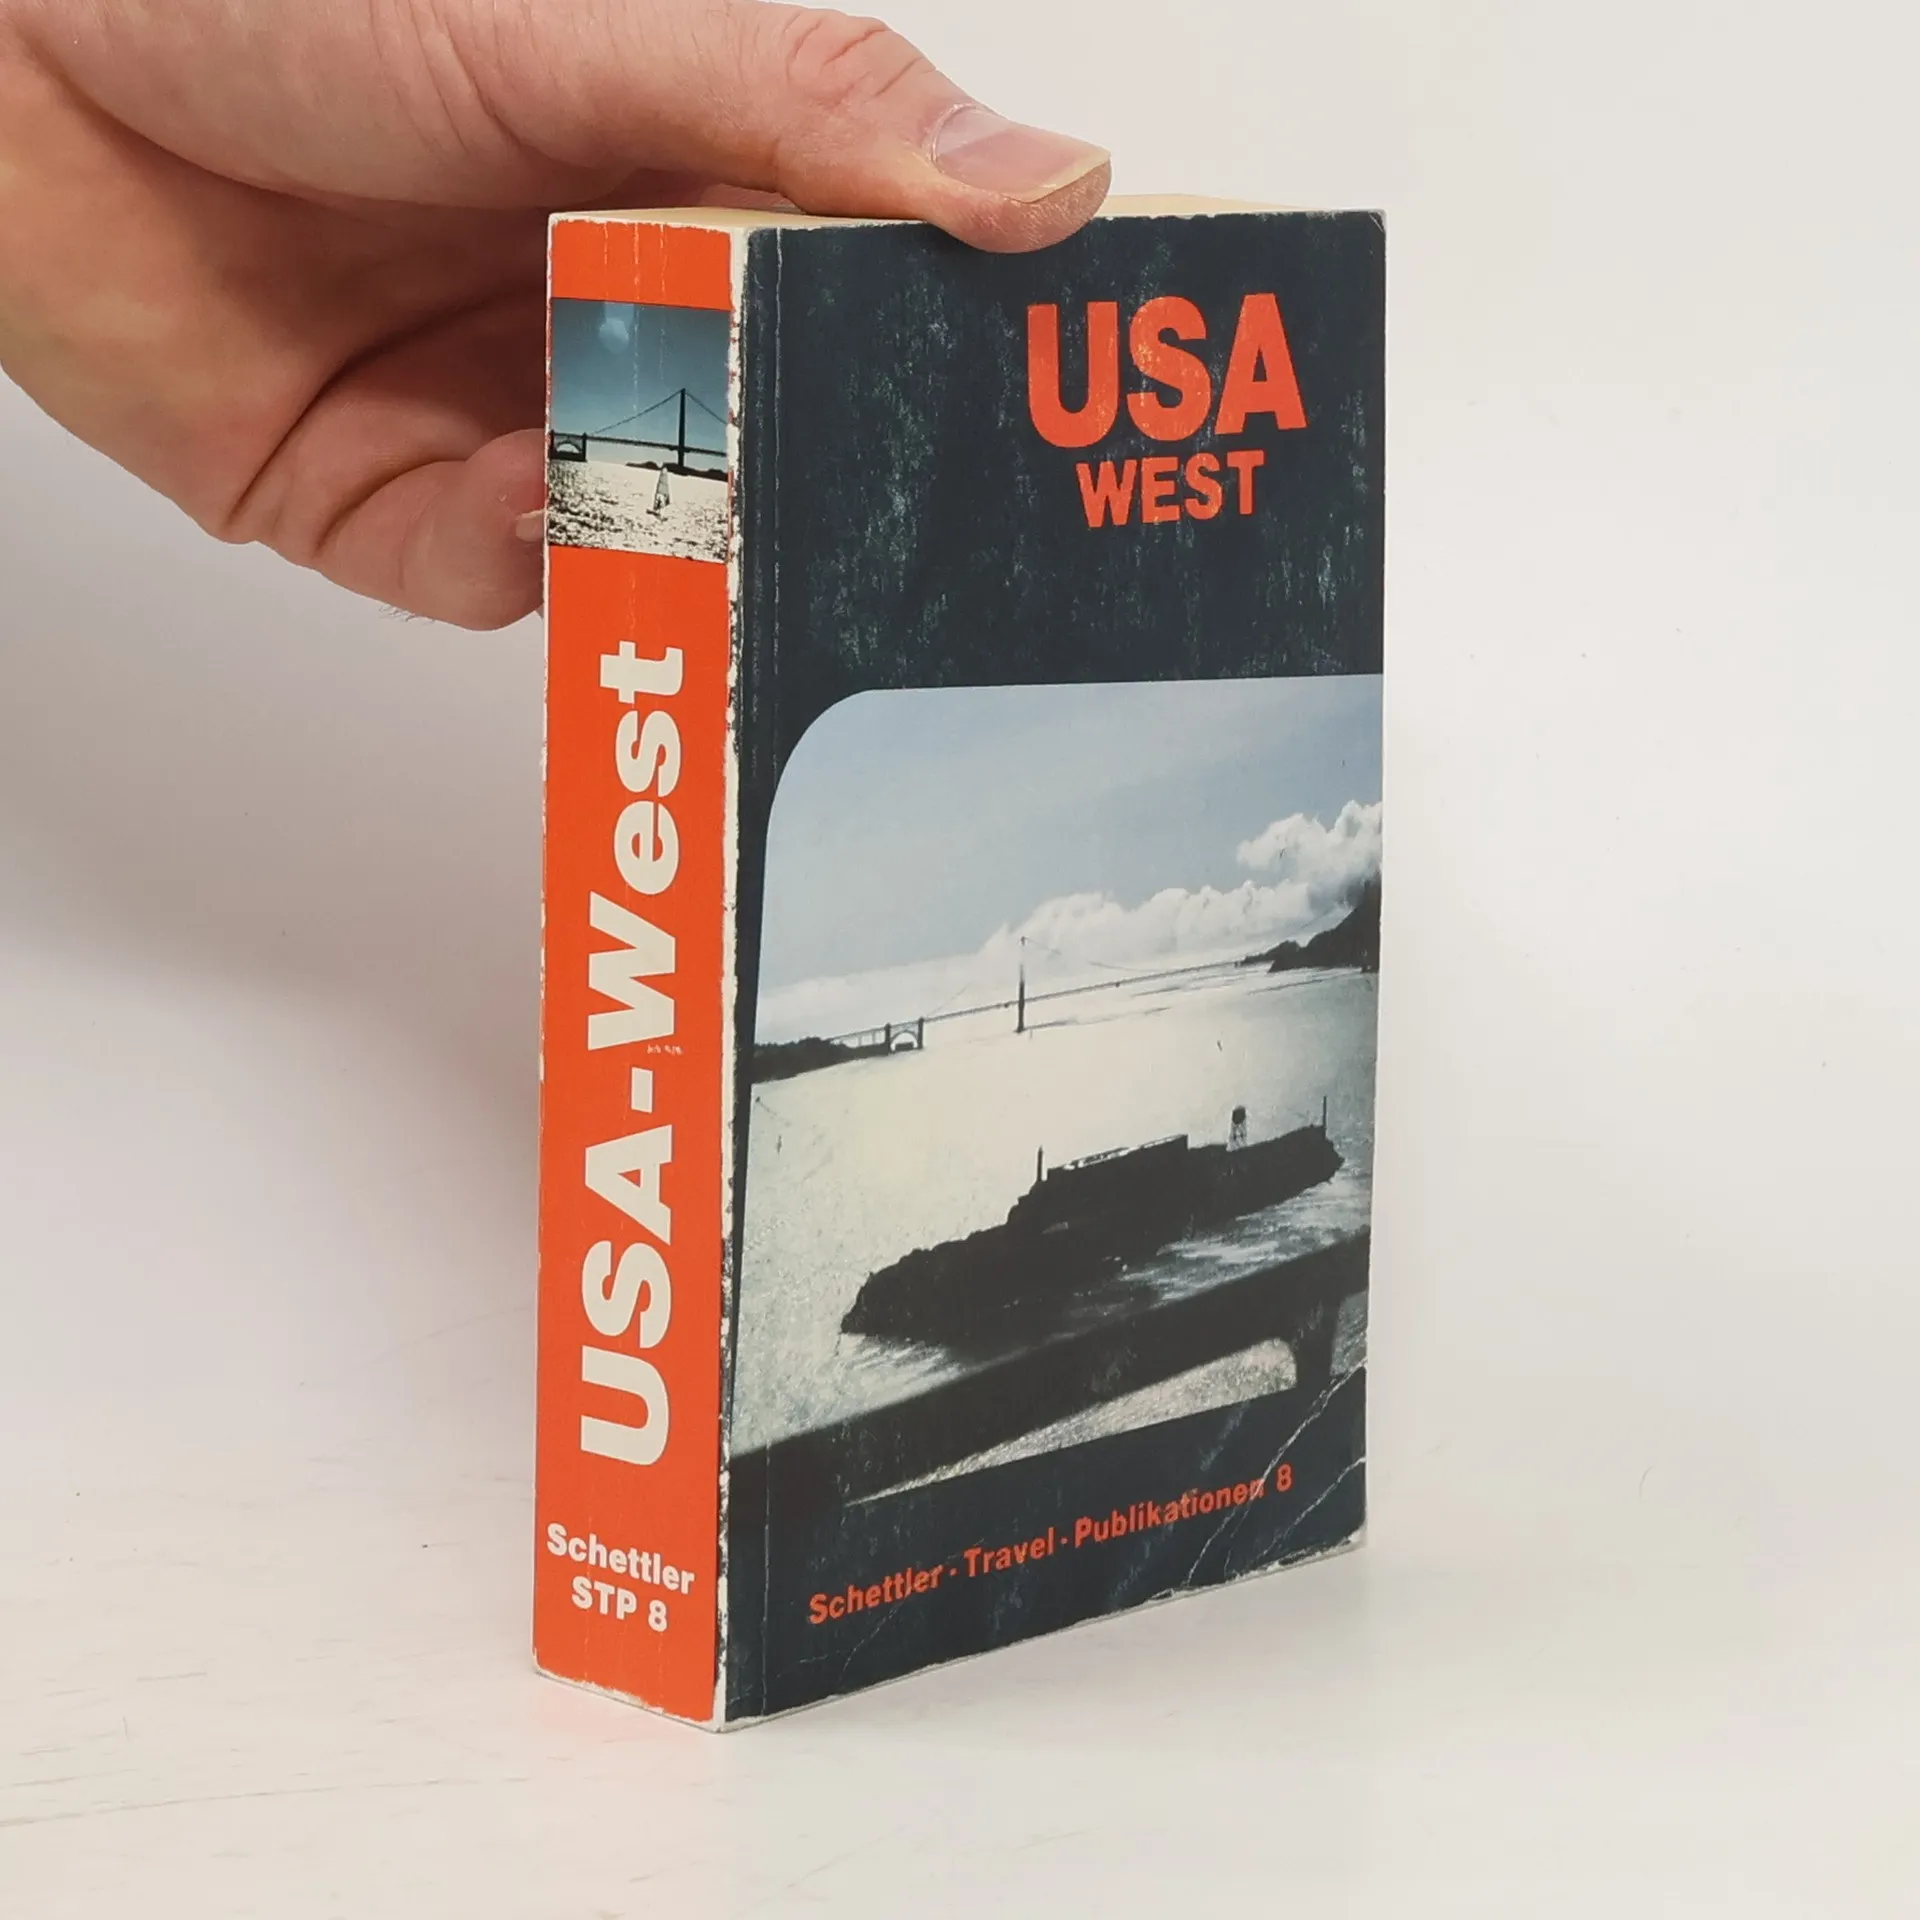 USA
WEST
Schettler · Travel · Publikationen 8
USA-West
Schettler
STP 8